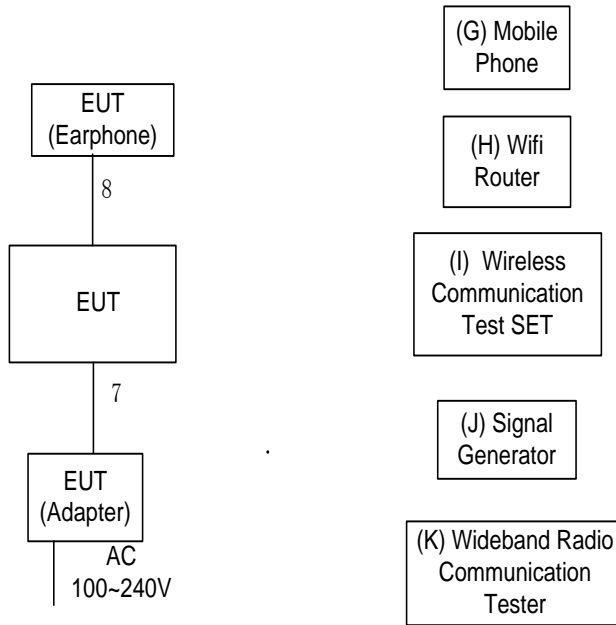 EUT
(Earphone)
8
EUT
7
EUT
(Adapter)
AC
100~240V
(G) Mobile
Phone
(H) Wifi
Router
(I) Wireless
Communication
Test SET
(J) Signal
Generator
(K) Wideband Radio
Communication
Tester